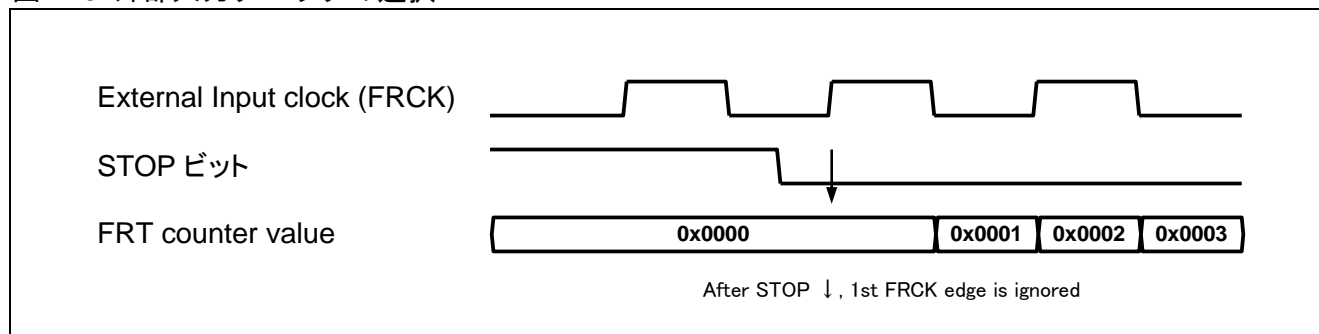 External Input clock (FRCK)
STOP ビット
FRT counter value
0x0000
0x0001
0x0002
0x0003
After STOP ↓, 1st FRCK edge is ignored